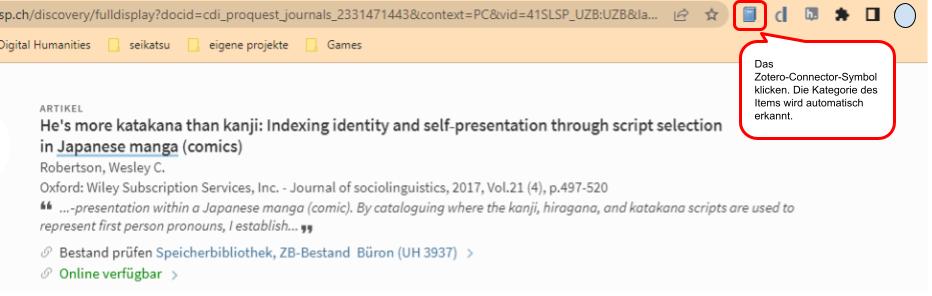 sp.ch/discovery/fulldisplay?docid=cdi_proquest_journals_2331471443&context=PC&vid=41SLSP_UZB:UZB&la...
Digital Humanities seikatsu eigene projekte Games
Das
Zotero-Connector-Symbol
klicken. Die Kategorie des
Items wird automatisch
erkannt.
ARTIKEL
He's more katakana than kanji: Indexing identity and self-presentation through script selection
in Japanese manga (comics)
Robertson, Wesley C.
Oxford: Wiley Subscription Services, Inc. - Journal of sociolinguistics, 2017, Vol.21 (4), p.497-520
❝ ...-presentation within a Japanese manga (comic). By cataloguing where the kanji, hiragana, and katakana scripts are used to
represent first person pronouns, I establish... ❞
Bestand prüfen Speicherbibliothek, ZB-Bestand Büron (UH 3937) >
Online verfügbar >